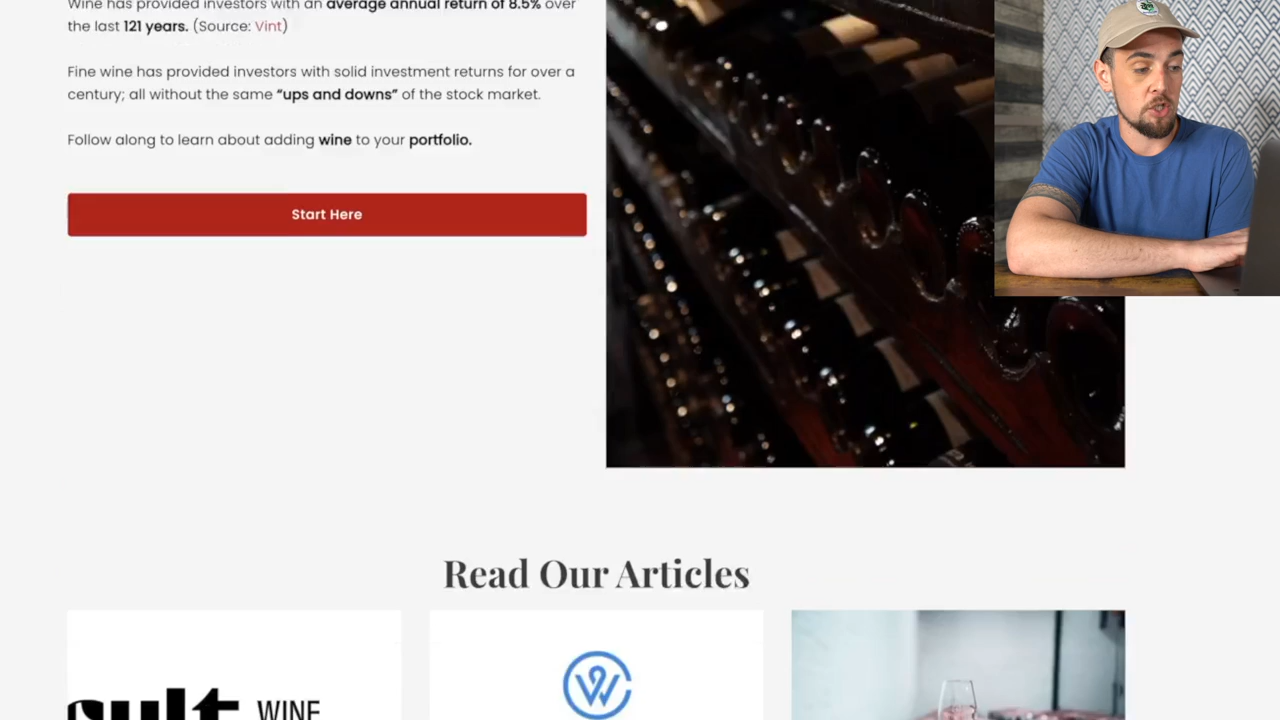 Wine has provided investors with an average annual return of 8.5% over
the last 121 years. (Source: Vint)
Fine wine has provided investors with solid investment returns for over a
century; all without the same “ups and downs” of the stock market.
Follow along to learn about adding wine to your portfolio.
Start Here
Read Our Articles
cult WINE